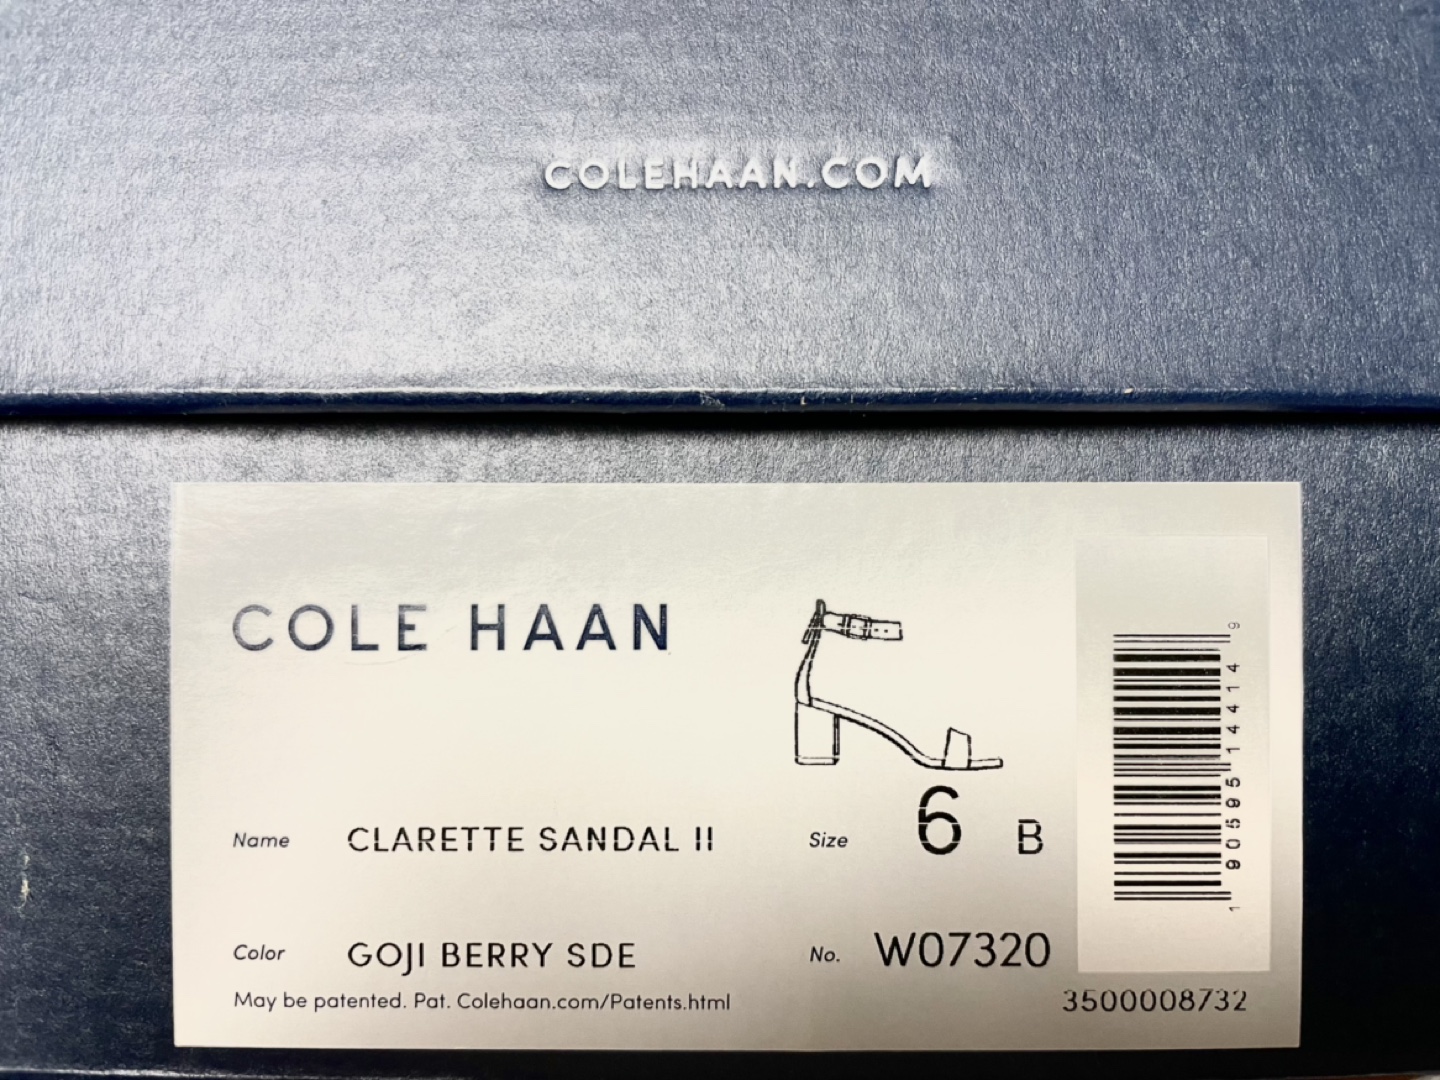 COLEHAAN.COM
COLE HAAN
Name CLARETTE SANDAL II
Size 6 B
Color GOJI BERRY SDE
No. W07320
May be patented. Pat. Colehaan.com/Patents.html
3500008732
1 90595 14414 9